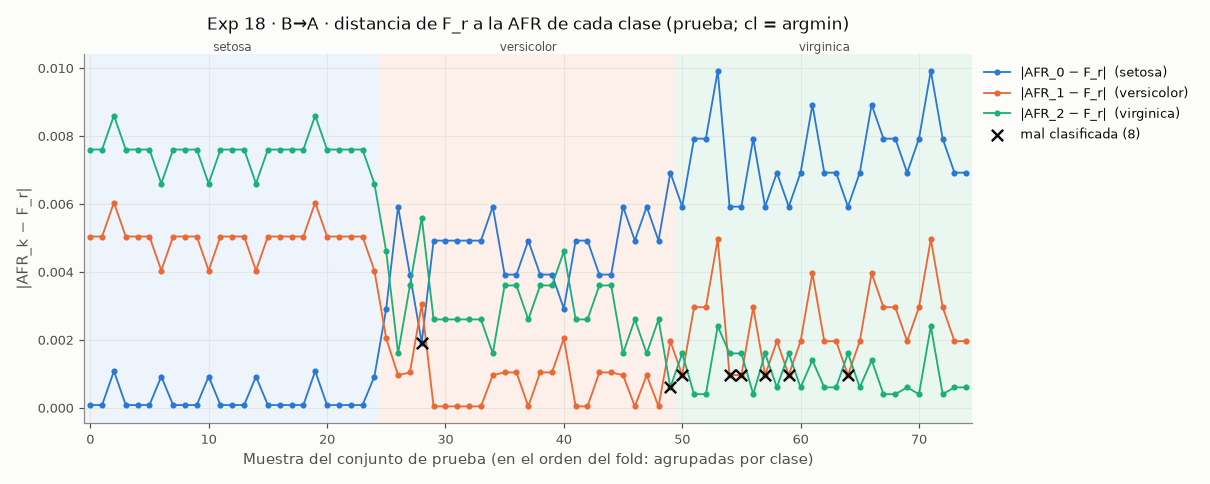 Exp 18 · B→A · distancia de F_r a la AFR de cada clase (prueba; cl = argmin)
setosa
versicolor
virginica
|AFR_0 − F_r| (setosa)
|AFR_1 − F_r| (versicolor)
|AFR_2 − F_r| (virginica)
mal clasificada (8)
|AFR_k − F_r|
0.010
0.008
0.006
0.004
0.002
0.000
0
10
20
30
40
50
60
70
Muestra del conjunto de prueba (en el orden del fold: agrupadas por clase)